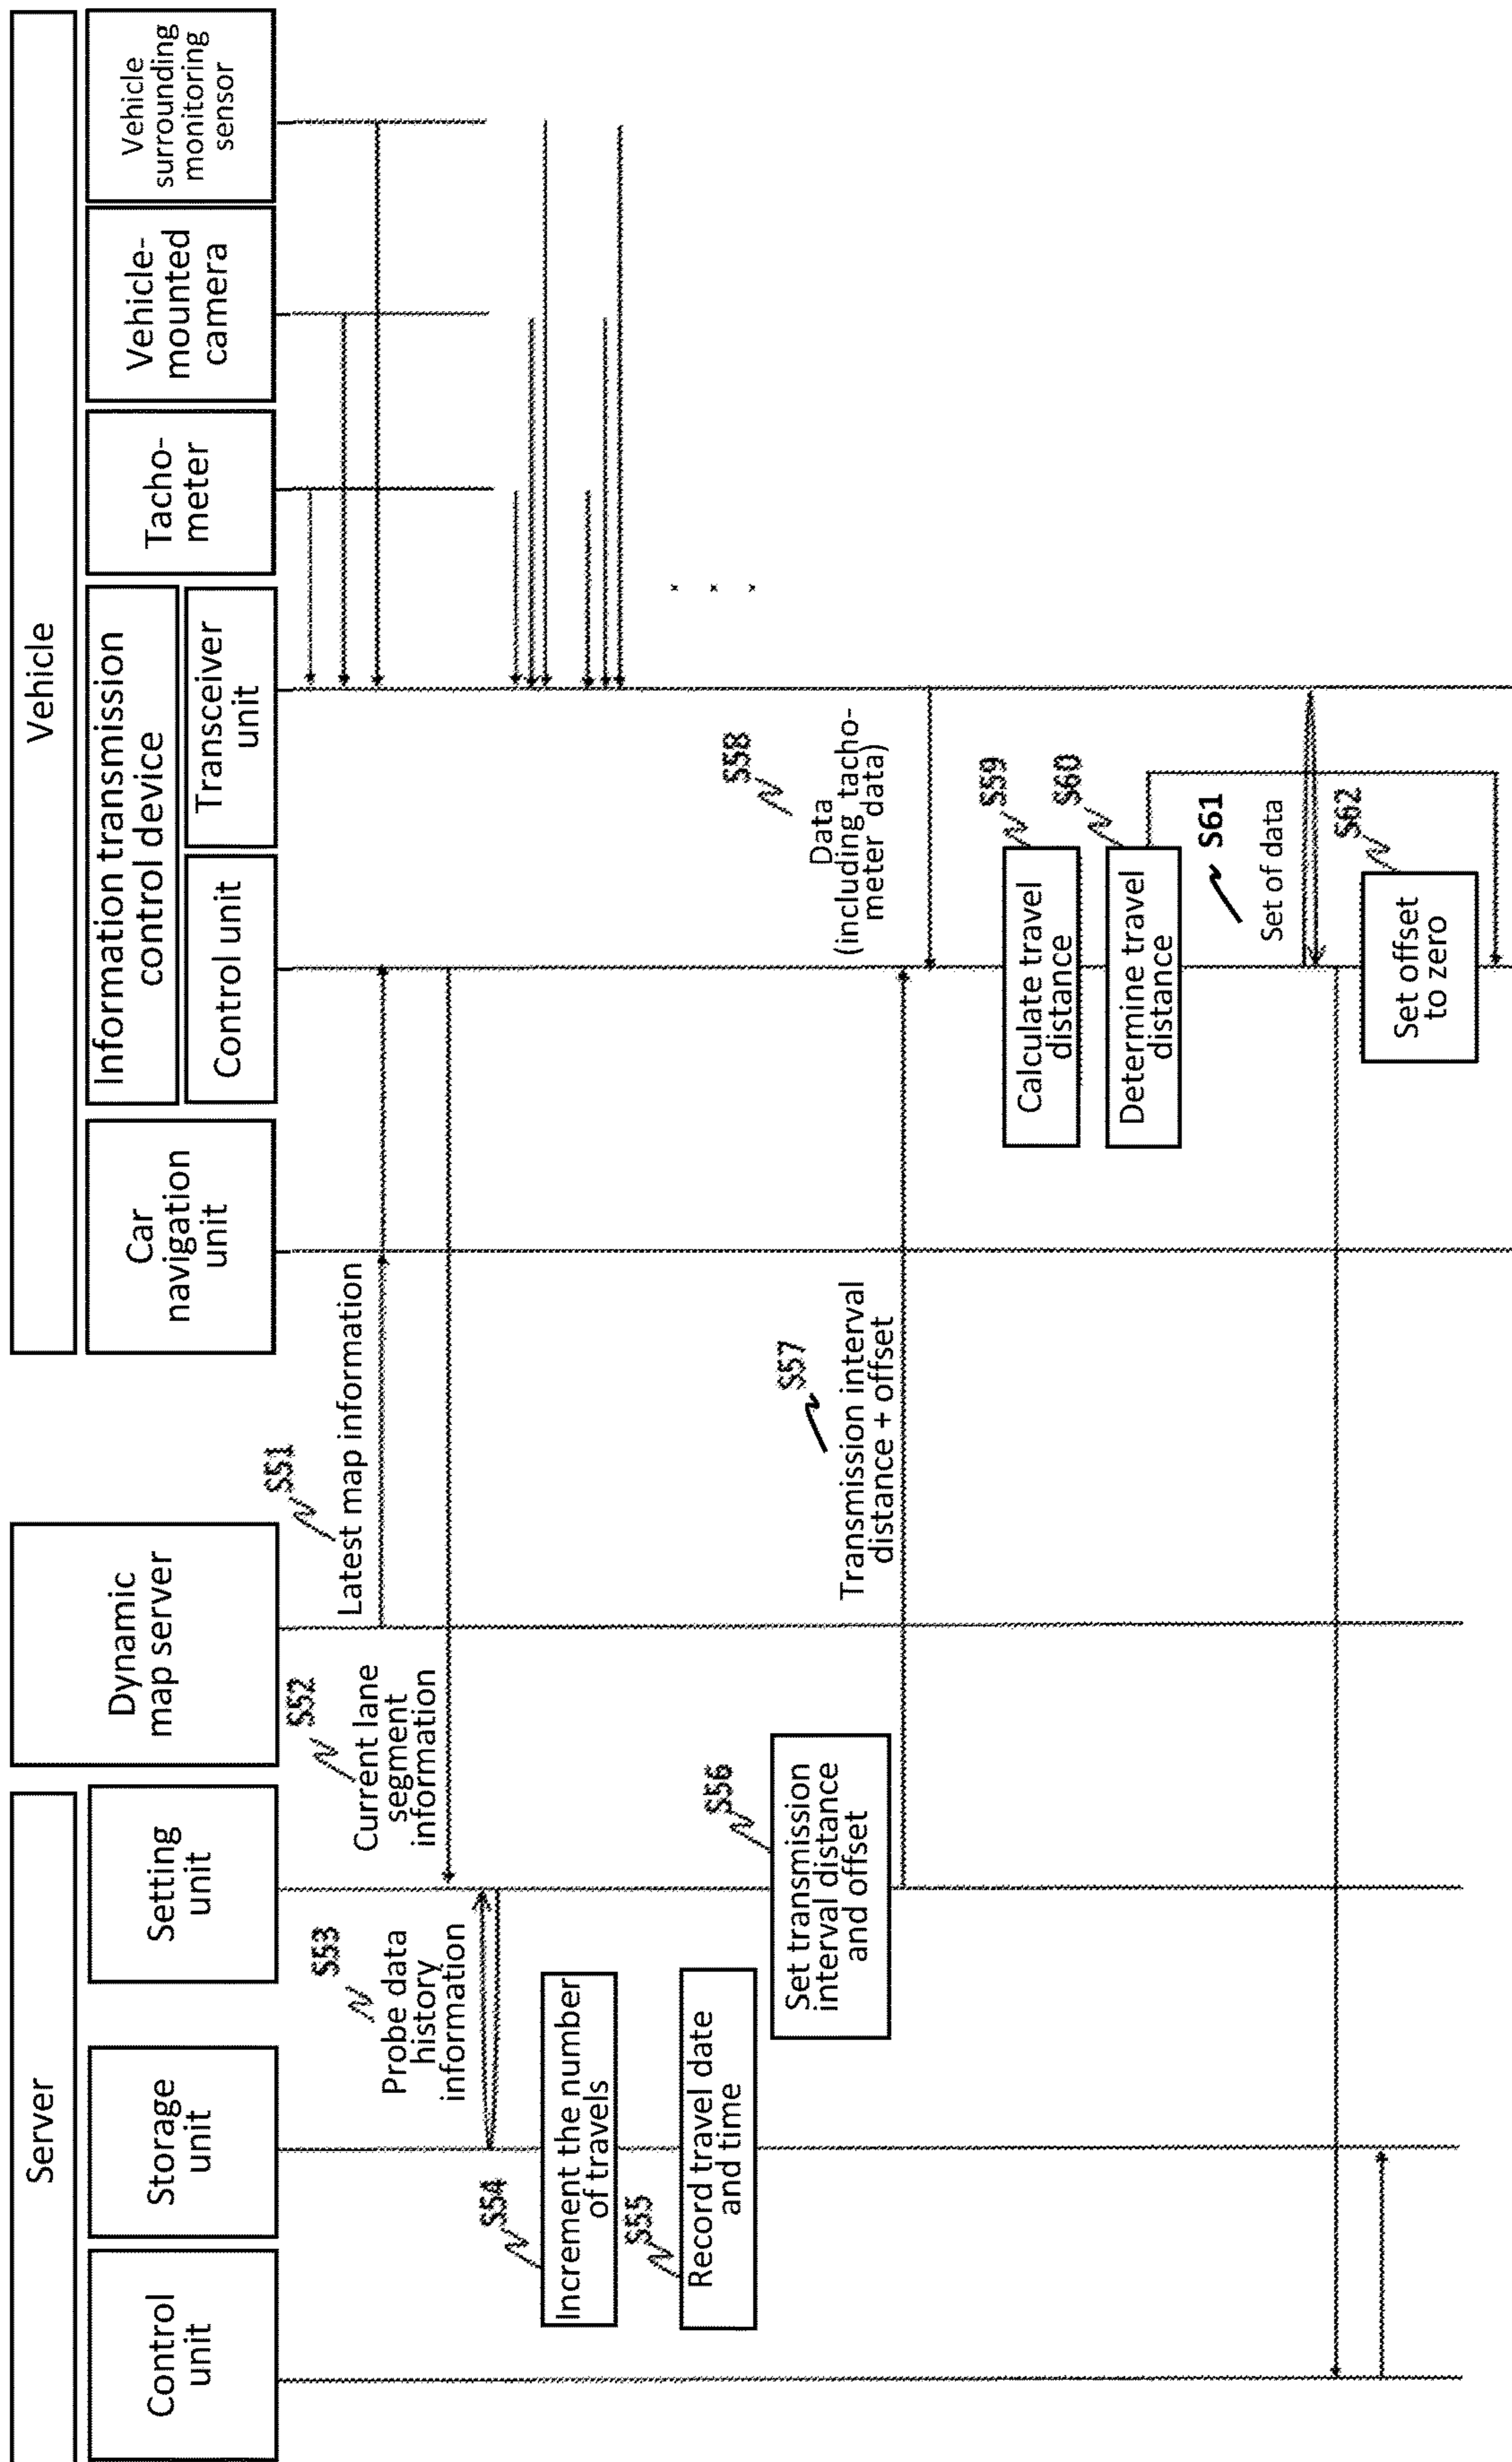 Server
Control
unit
Storage
unit
Setting
unit
Dynamic
map server
Vehicle
Car
navigation
unit
Information transmission
control device
Control unit
Transceiver
unit
Tacho-
meter
Vehicle-
mounted
camera
Vehicle
surrounding
monitoring
sensor
S51
Latest map information
S52
Current lane
segment
information
S53
Probe data
history
information
S54
Increment the number
of travels
S55
Record travel date
and time
S56
Set transmission
interval distance
and offset
S57
Transmission interval
distance + offset
S58
Data
(including tacho-
meter data)
S59
Calculate travel
distance
S60
Determine travel
distance
S61
Set of data
S62
Set offset
to zero